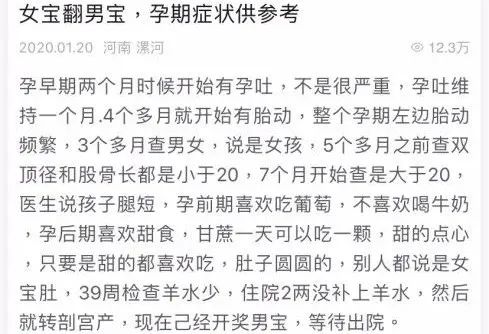 女宝翻男宝，孕期症状供参考
2020.01.20 河南 漯河 12.3万
孕早期两个月时候开始有孕吐，不是很严重，孕吐维
持一个月.4个多月就开始有胎动，整个孕期左边胎动
频繁，3个多月查男女，说是女孩，5个多月之前查双
顶径和股骨长都是小于20，7个月开始查是大于20，
医生说孩子腿短，孕前期喜欢吃葡萄，不喜欢喝牛奶
，孕后期喜欢甜食，甘蔗一天可以吃一颗，甜的点心
，只要是甜的都喜欢吃，肚子圆圆的，别人都说是女
宝肚，39周检查羊水少，住院2两没补上羊水，然后
就转剖宫产，现在己经开奖男宝，等待出院。